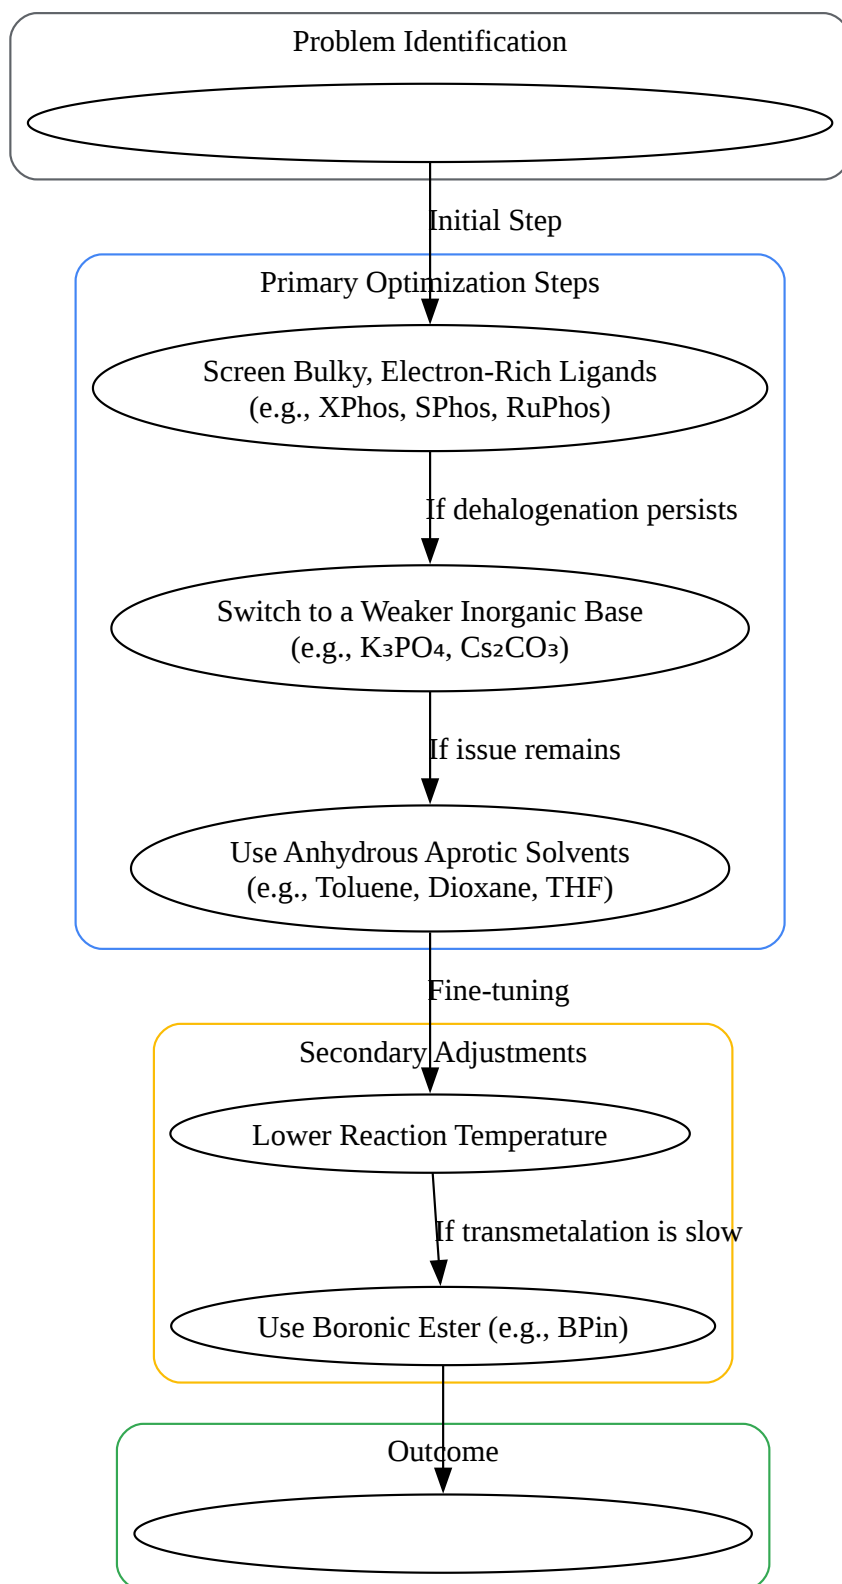 Problem Identification
Initial Step
Primary Optimization Steps
Screen Bulky, Electron-Rich Ligands
(e.g., XPhos, SPhos, RuPhos)
If dehalogenation persists
Switch to a Weaker Inorganic Base
(e.g., K₃PO₄, Cs₂CO₃)
If issue remains
Use Anhydrous Aprotic Solvents
(e.g., Toluene, Dioxane, THF)
Fine-tuning
Secondary Adjustments
Lower Reaction Temperature
If transmetalation is slow
Use Boronic Ester (e.g., BPin)
Outcome